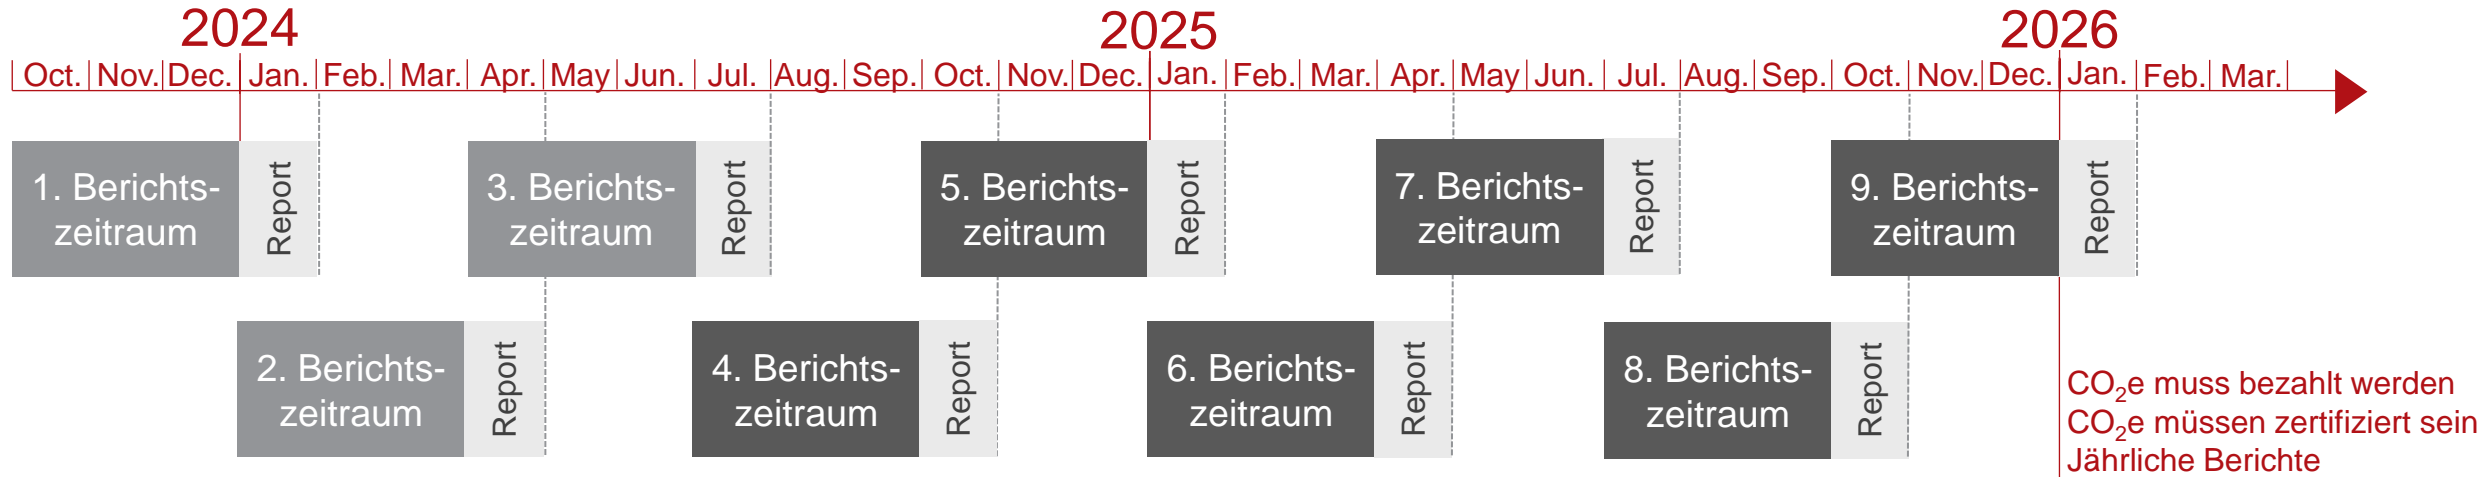 2024
2025
2026
Oct. Nov. Dec. Jan. Feb. Mar. Apr. May Jun. Jul. Aug. Sep. Oct. Nov. Dec. Jan. Feb. Mar. Apr. May Jun. Jul. Aug. Sep. Oct. Nov. Dec. Jan. Feb. Mar.
1. Berichts-
zeitraum
Report
3. Berichts-
zeitraum
Report
5. Berichts-
zeitraum
Report
7. Berichts-
zeitraum
Report
9. Berichts-
zeitraum
Report
2. Berichts-
zeitraum
Report
4. Berichts-
zeitraum
Report
6. Berichts-
zeitraum
Report
8. Berichts-
zeitraum
Report
CO₂e muss bezahlt werden
CO₂e müssen zertifiziert sein
Jährliche Berichte